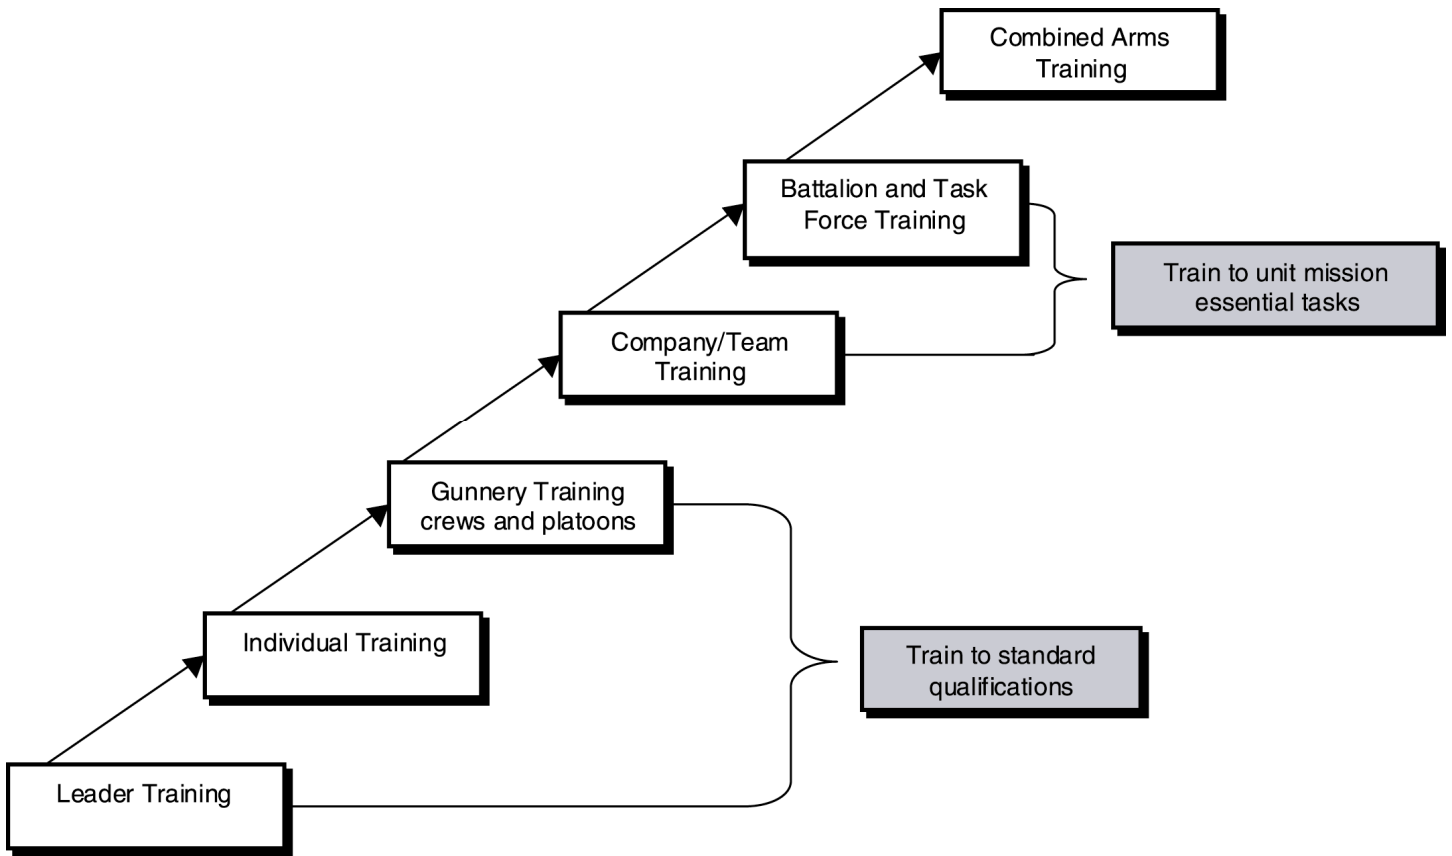 Combined Arms
Training
Battalion and Task
Force Training
Train to unit mission
essential tasks
Company/Team
Training
Gunnery Training
crews and platoons
Individual Training
Train to standard
qualifications
Leader Training